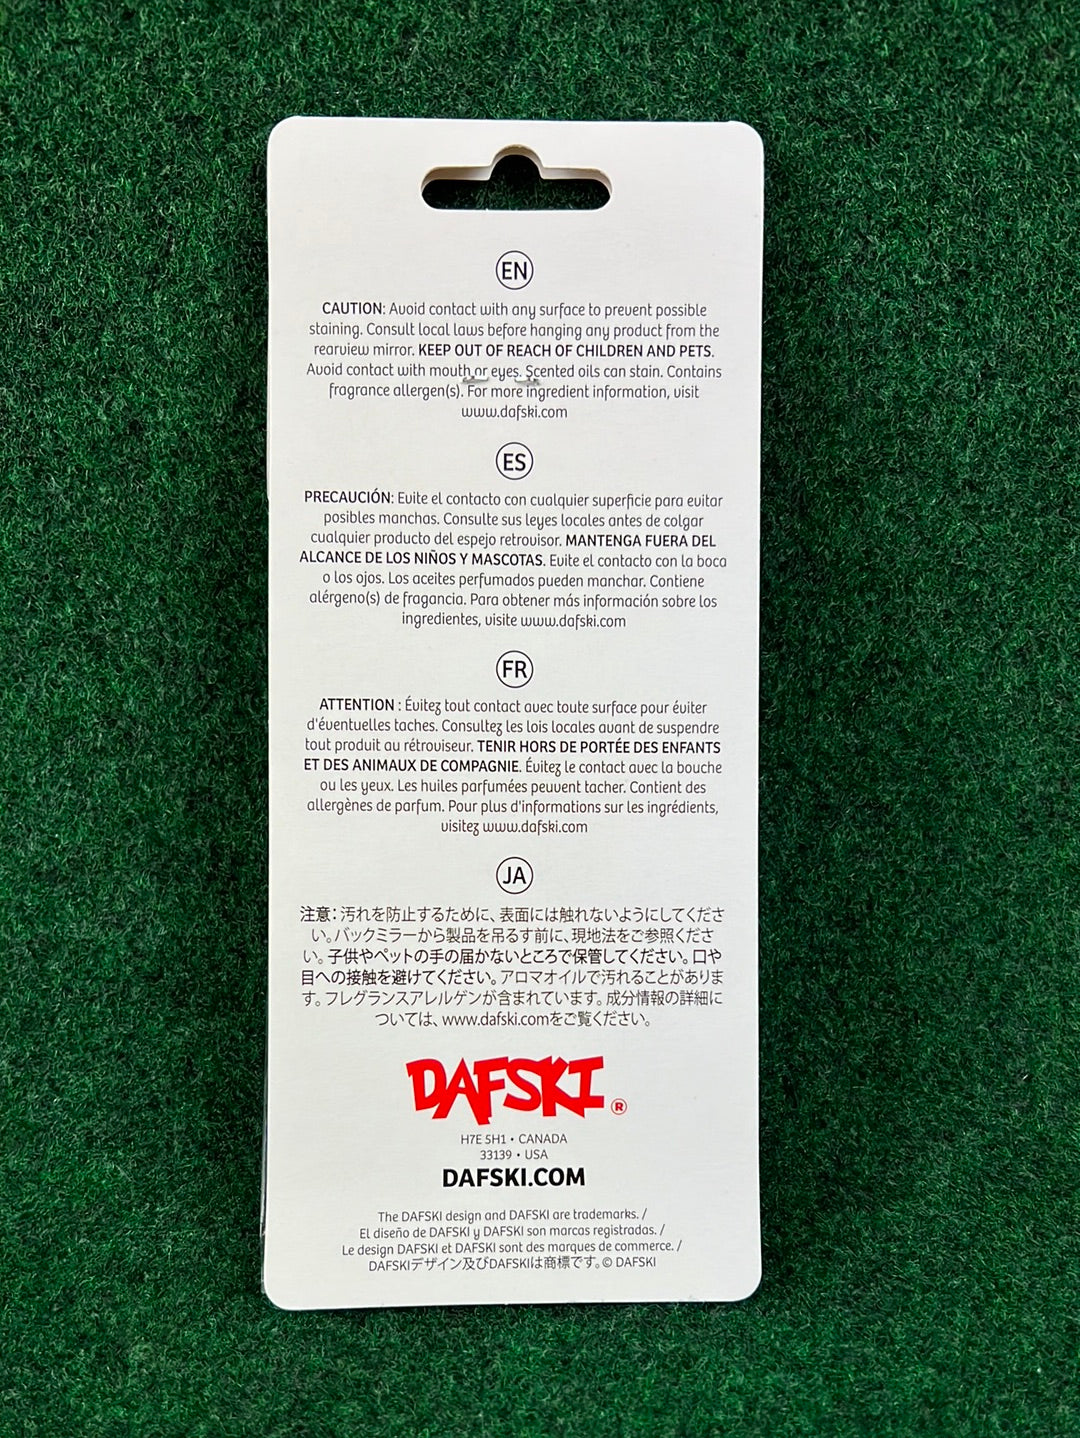 EN
CAUTION: Avoid contact with any surface to prevent possible
staining. Consult local laws before hanging any product from the
rearview mirror. KEEP OUT OF REACH OF CHILDREN AND PETS.
Avoid contact with mouth or eyes. Scented oils can stain. Contains
fragrance allergen(s). For more ingredient information, visit
www.dafski.com
ES
PRECAUCIÓN: Evite el contacto con cualquier superficie para evitar
posibles manchas. Consulte sus leyes locales antes de colgar
cualquier producto del espejo retrovisor. MANTENGA FUERA DEL
ALCANCE DE LOS NIÑOS Y MASCOTAS. Evite el contacto con la boca
o los ojos. Los aceites perfumados pueden manchar. Contiene
alérgeno(s) de fragancia. Para obtener más información sobre los
ingredientes, visite www.dafski.com
FR
ATTENTION : Évitez tout contact avec toute surface pour éviter
d'éventuelles taches. Consultez les lois locales avant de suspendre
tout produit au rétroviseur. TENIR HORS DE PORTÉE DES ENFANTS
ET DES ANIMAUX DE COMPAGNIE. Évitez le contact avec la bouche
ou les yeux. Les huiles parfumées peuvent tacher. Contient des
allergènes de parfum. Pour plus d'informations sur les ingrédients,
visitez www.dafski.com
JA
注意：汚れを防止するために、表面には触れないようにしてくださ
い。バックミラーから製品を吊るす前に、現地法をご参照くださ
い。子供やペットの手の届かないところで保管してください。口や
目への接触を避けてください。アロマオイルで汚れることがありま
す。フレグランスアレルゲンが含まれています。成分情報の詳細に
ついては、www.dafski.comをご覧ください。
DAFSKI ®
H7E 5H1 • CANADA
33139 • USA
DAFSKI.COM
The DAFSKI design and DAFSKI are trademarks. /
El diseño de DAFSKI y DAFSKI son marcas registradas. /
Le design DAFSKI et DAFSKI sont des marques de commerce. /
DAFSKIデザイン及びDAFSKIは商標です。© DAFSKI